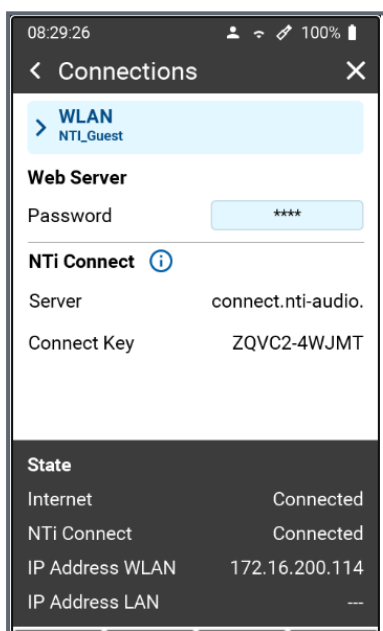 08:29:26 100%
Connections
WLAN
NTI_Guest
Web Server
Password ****
NTi Connect
Server connect.nti-audio.
Connect Key ZQVC2-4WJMT
State
Internet Connected
NTi Connect Connected
IP Address WLAN 172.16.200.114
IP Address LAN ---